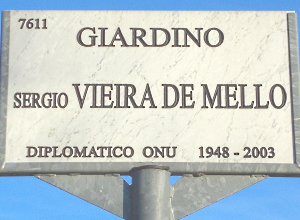 7611
GIARDINO
SERGIO VIEIRA DE MELLO
DIPLOMATICO ONU 1948 - 2003